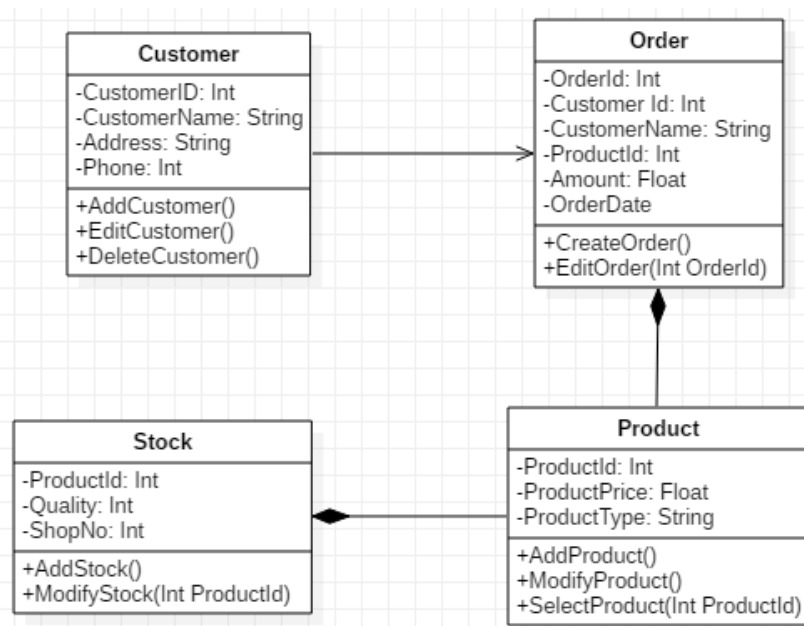 Customer
-CustomerID: Int
-CustomerName: String
-Address: String
-Phone: Int
+AddCustomer()
+EditCustomer()
+DeleteCustomer()
Order
-OrderId: Int
-Customer Id: Int
-CustomerName: String
-ProductId: Int
-Amount: Float
-OrderDate
+CreateOrder()
+EditOrder(Int OrderId)
Stock
-ProductId: Int
-Quality: Int
-ShopNo: Int
+AddStock()
+ModifyStock(Int ProductId)
Product
-ProductId: Int
-ProductPrice: Float
-ProductType: String
+AddProduct()
+ModifyProduct()
+SelectProduct(Int ProductId)